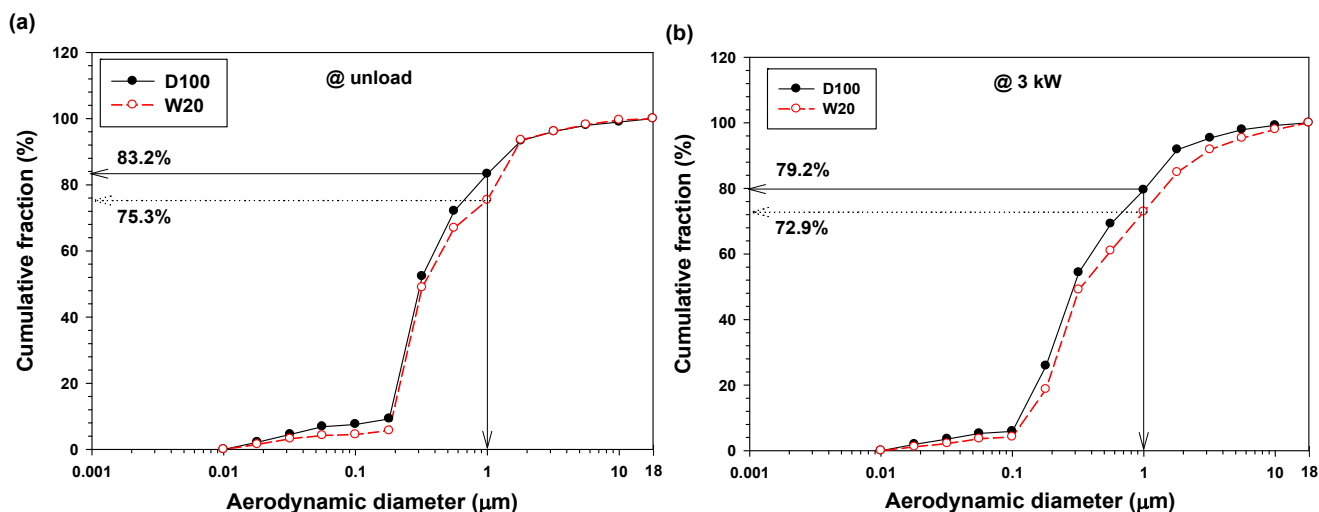 (a)
@ unload
D100
W20
120
100
80
60
40
20
0
83.2%
75.3%
Cumulative fraction (%)
0.001
0.01
0.1
1
10
18
Aerodynamic diameter (μm)
(b)
@ 3 kW
D100
W20
120
100
80
60
40
20
0
79.2%
72.9%
Cumulative fraction (%)
0.001
0.01
0.1
1
10
18
Aerodynamic diameter (μm)